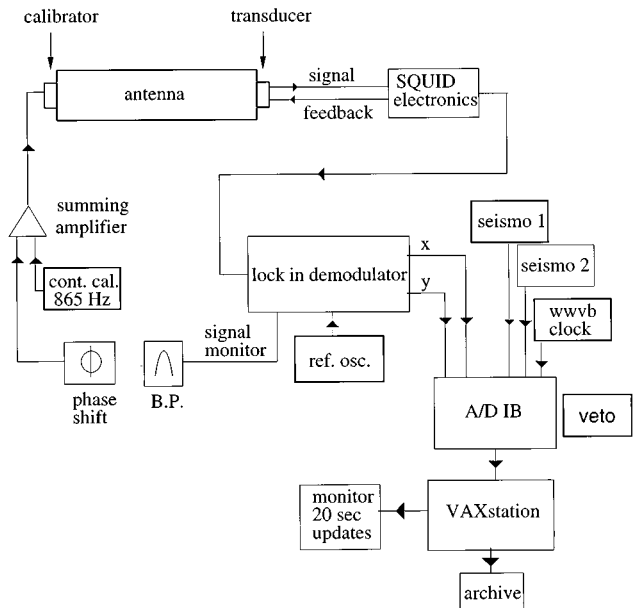 calibrator
transducer
antenna
signal
feedback
SQUID
electronics
summing
amplifier
cont. cal.
865 Hz
phase
shift
B.P.
signal
monitor
lock in demodulator
x
y
ref. osc.
seismo 1
seismo 2
wwvb
clock
A/D IB
veto
VAXstation
monitor
20 sec
updates
archive